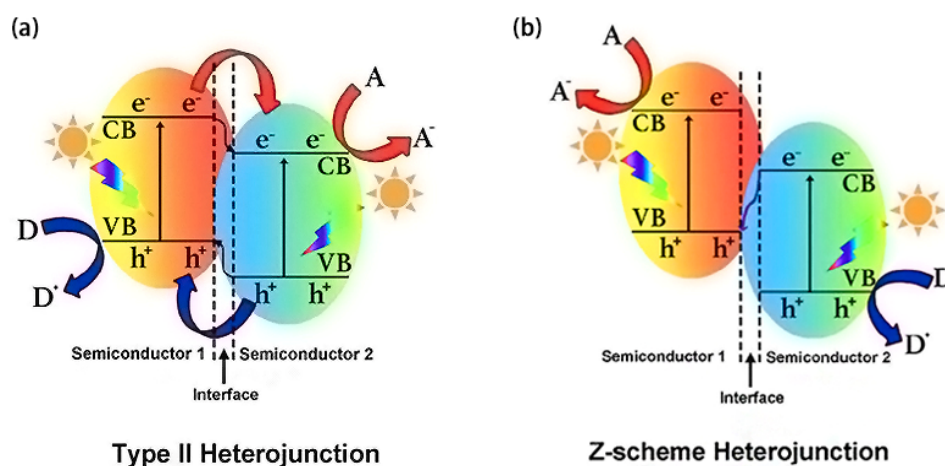 (a)
e⁻ e⁻
CB
A
e⁻ e⁻
CB
A⁻
VB
D
h⁺ h⁺
D⁺
VB
h⁺ h⁺
Semiconductor 1
Semiconductor 2
Interface
Type II Heterojunction
(b)
A
A⁻
e⁻ e⁻
CB
e⁻ e⁻
CB
VB
h⁺ h⁺
VB
D
h⁺ h⁺
D⁺
Semiconductor 1
Semiconductor 2
Interface
Z-scheme Heterojunction